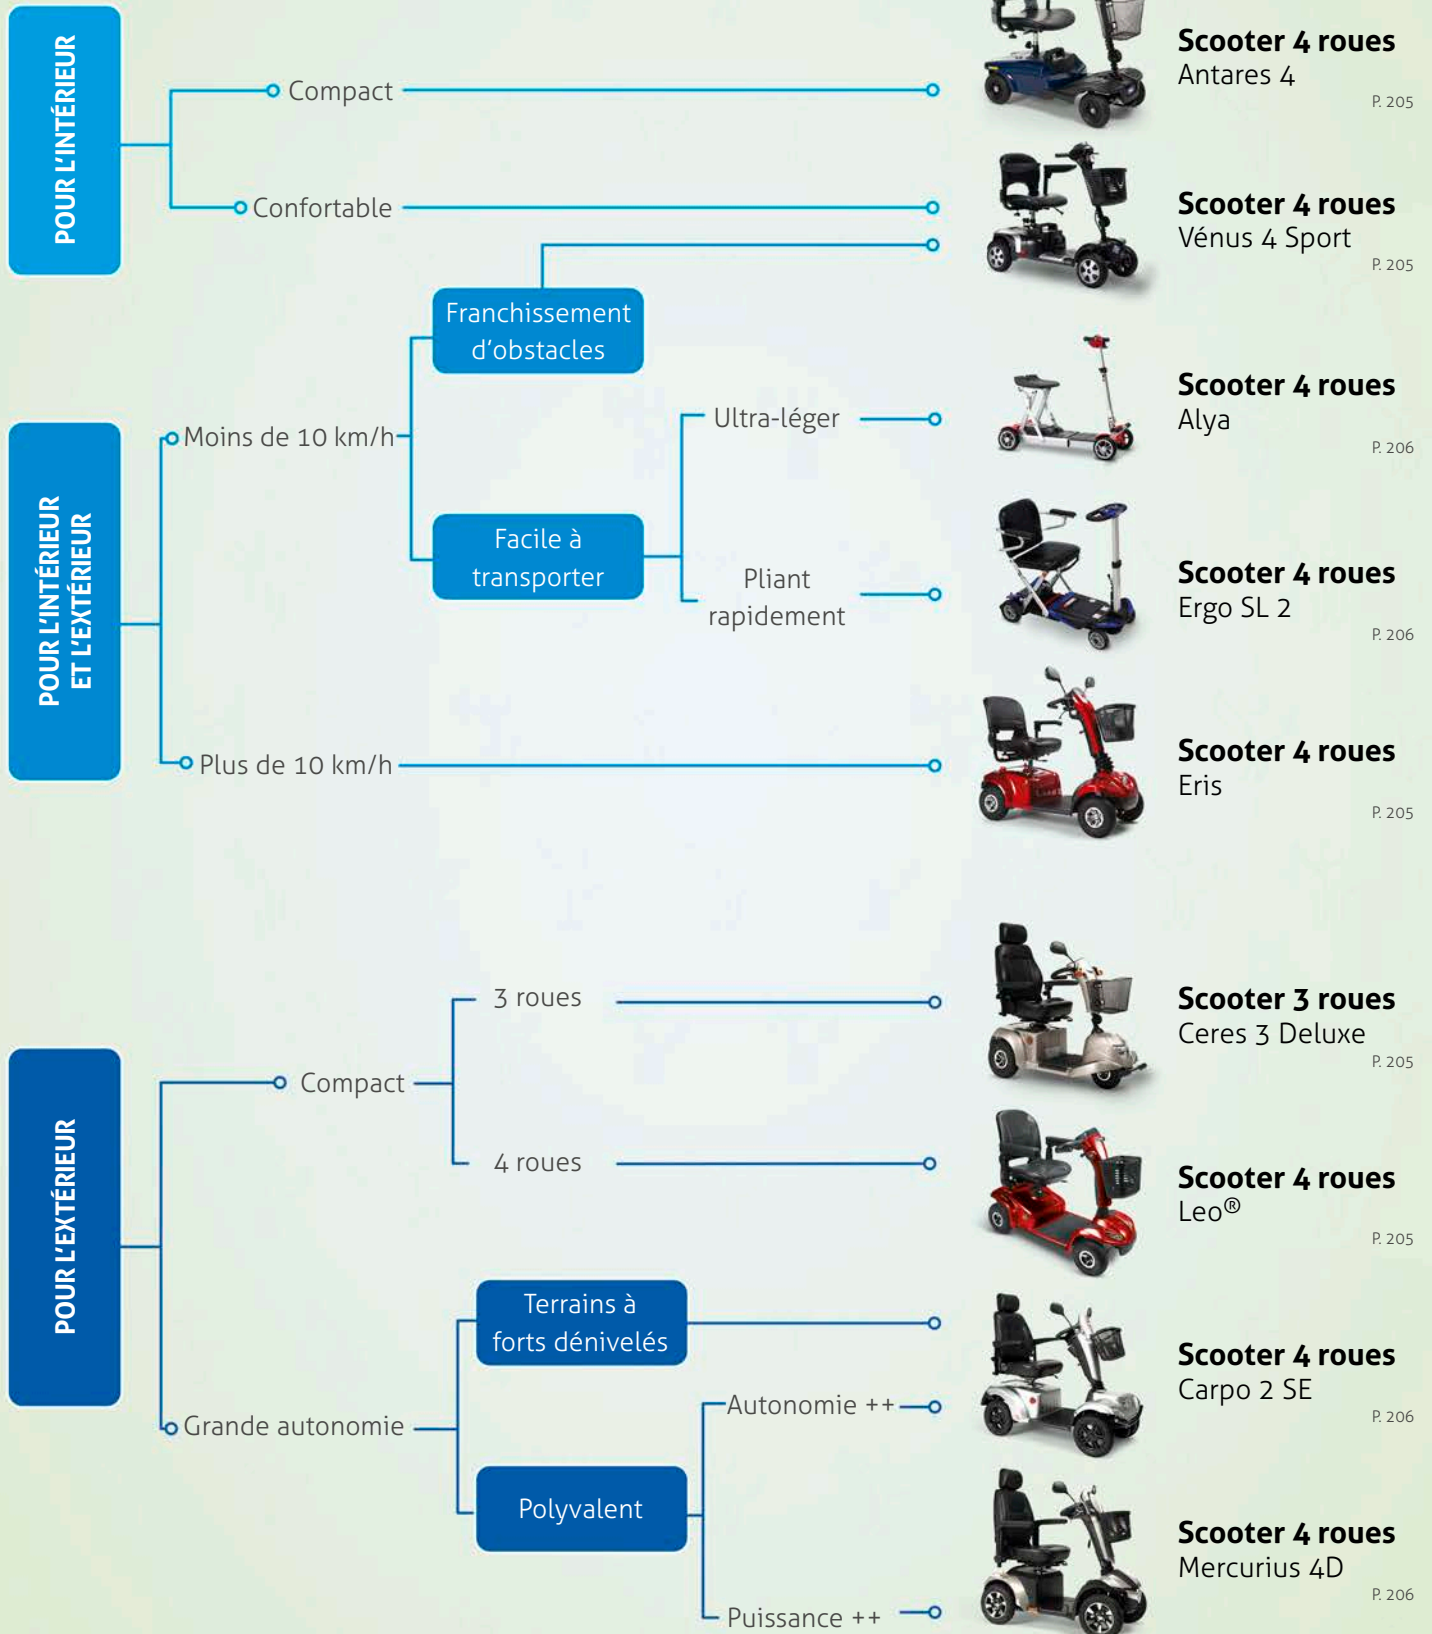 POUR L'INTÉRIEUR
Compact
Scooter 4 roues
Antares 4
P. 205
Confortable
Scooter 4 roues
Vénus 4 Sport
P. 205
POUR L'INTÉRIEUR
ET L'EXTÉRIEUR
Moins de 10 km/h
Franchissement
d'obstacles
Facile à
transporter
Ultra-léger
Scooter 4 roues
Alya
P. 206
Pliant
rapidement
Scooter 4 roues
Ergo SL 2
P. 206
Plus de 10 km/h
Scooter 4 roues
Eris
P. 205
POUR L'EXTÉRIEUR
Compact
3 roues
Scooter 3 roues
Ceres 3 Deluxe
P. 205
4 roues
Scooter 4 roues
Leo®
P. 205
Grande autonomie
Terrains à
forts dénivelés
Scooter 4 roues
Carpo 2 SE
P. 206
Polyvalent
Autonomie ++
Puissance ++
Scooter 4 roues
Mercurius 4D
P. 206